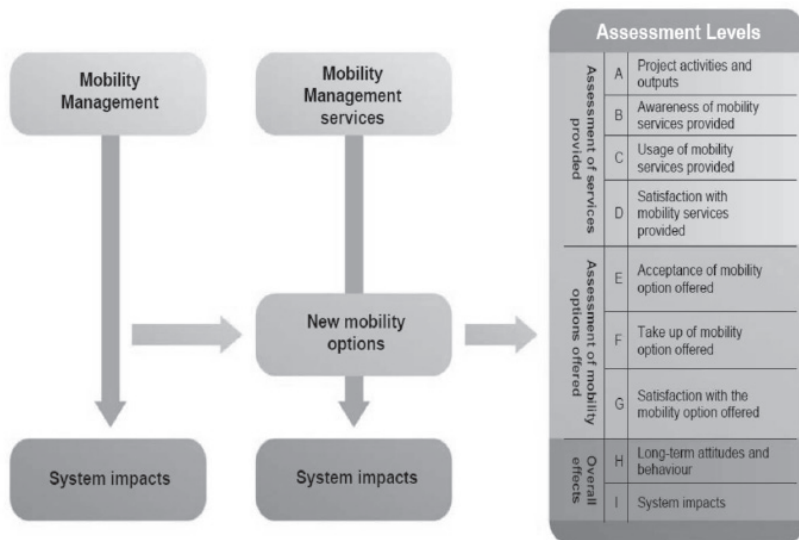 Mobility
Management
System impacts
Mobility
Management
services
New mobility
options
System impacts
Assessment Levels
Assessment of services
provided
A
Project activities and
outputs
B
Awareness of mobility
services provided
C
Usage of mobility
services provided
D
Satisfaction with
mobility services
provided
Assessment of mobility
options offered
E
Acceptance of mobility
option offered
F
Take up of mobility
option offered
G
Satisfaction with the
mobility option offered
Overall
effects
H
Long-term attitudes and
behaviour
I
System impacts